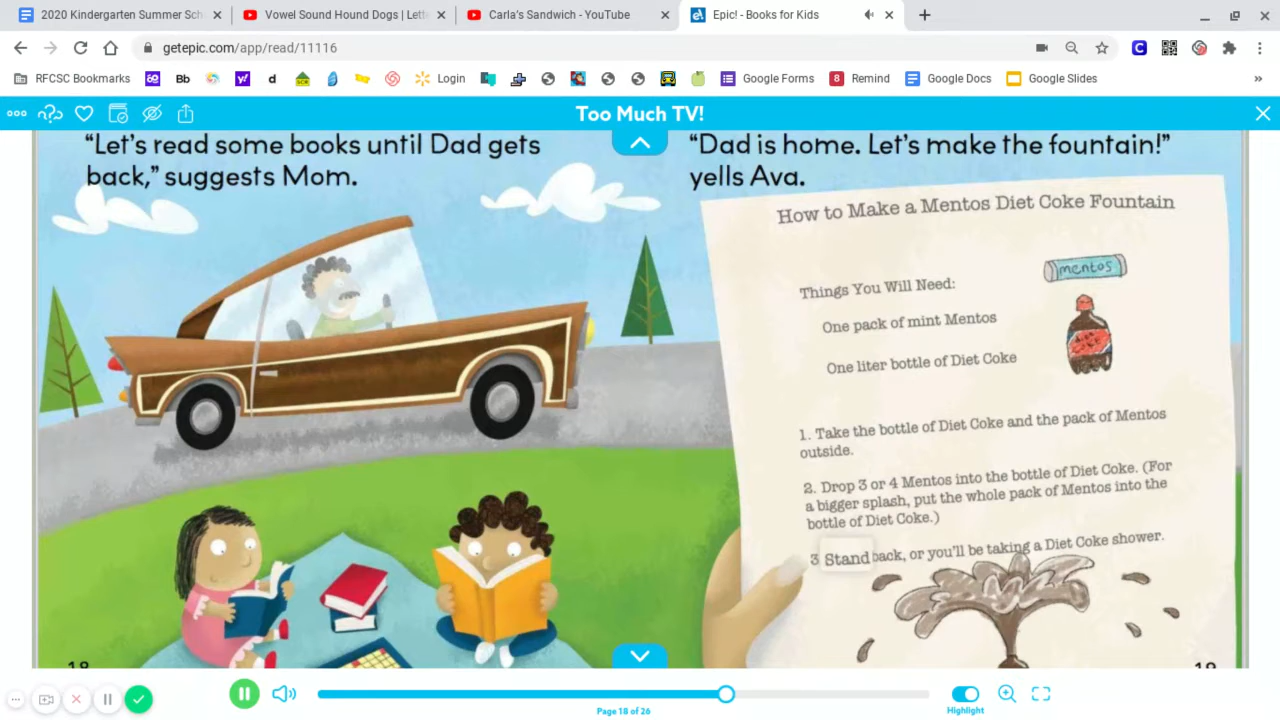 2020 Kindergarten Summer Sch
Vowel Sound Hound Dogs | Lett
Carla's Sandwich - YouTube
Epic! - Books for Kids
getepic.com/app/read/11116
RFCSC Bookmarks
Bb
y!
d
Login
Google Forms
8 Remind
Google Docs
Google Slides
»
Too Much TV!
“Let’s read some books until Dad gets
back,” suggests Mom.
“Dad is home. Let’s make the fountain!”
yells Ava.
How to Make a Mentos Diet Coke Fountain
mentos
Things You Will Need:
One pack of mint Mentos
One liter bottle of Diet Coke
1. Take the bottle of Diet Coke and the pack of Mentos
outside.
2. Drop 3 or 4 Mentos into the bottle of Diet Coke. (For
a bigger splash, put the whole pack of Mentos into the
bottle of Diet Coke.)
3 Stand back, or you’ll be taking a Diet Coke shower.
18
19
Page 18 of 26
Highlight